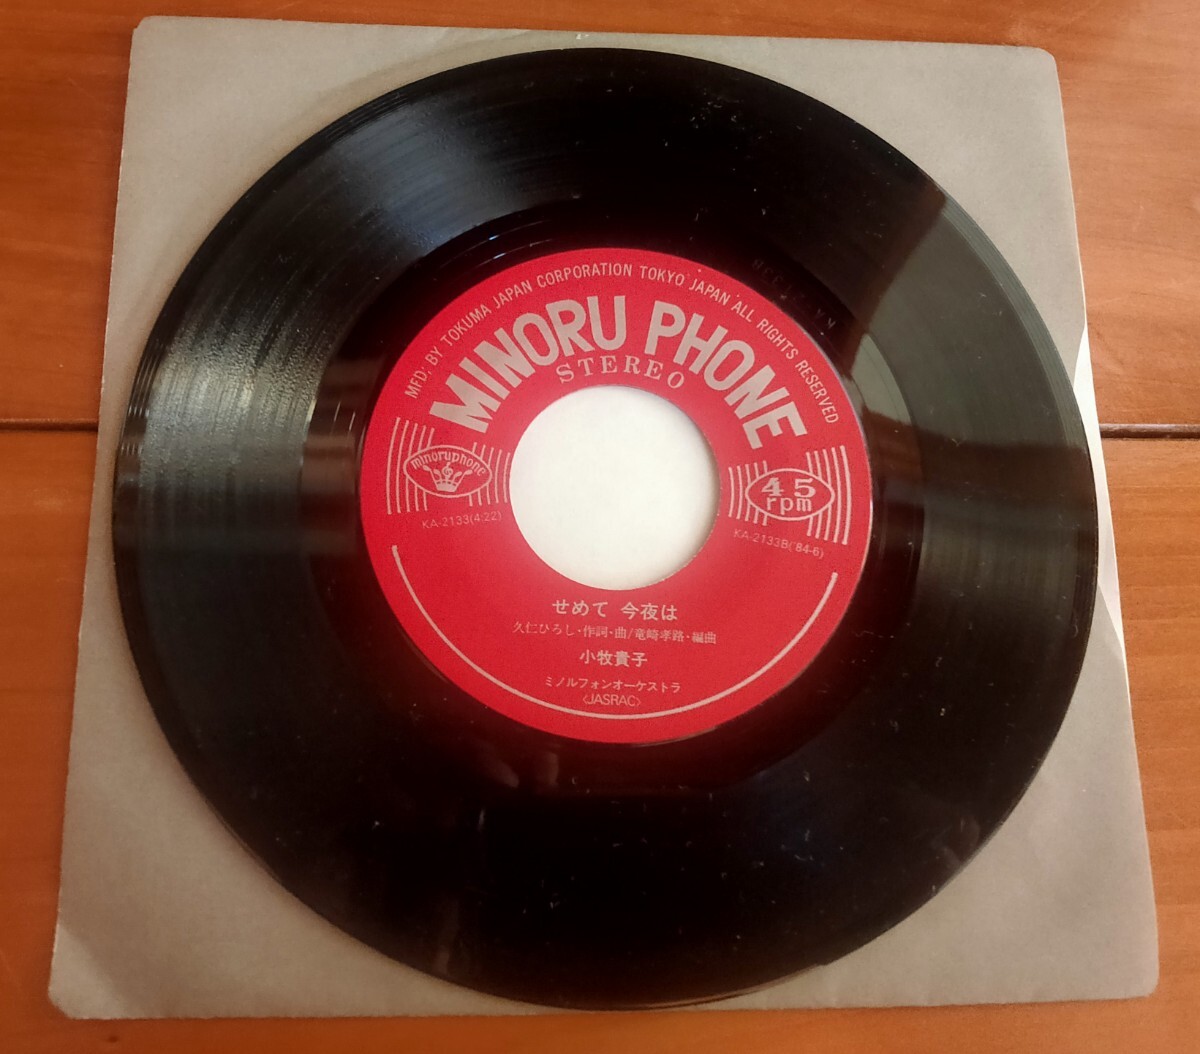 MFD. BY TOKUMA JAPAN CORPORATION TOKYO JAPAN ALL RIGHTS RESERVED
MINORU PHONE
STEREO
minoruphone
45
rpm
KA-2133(4:22)
KA-2133B('84-6)
せめて 今夜は
久仁ひろし・作詞・曲/竜崎孝路・編曲
小牧貴子
ミノルフォンオーケストラ
〈JASRAC〉